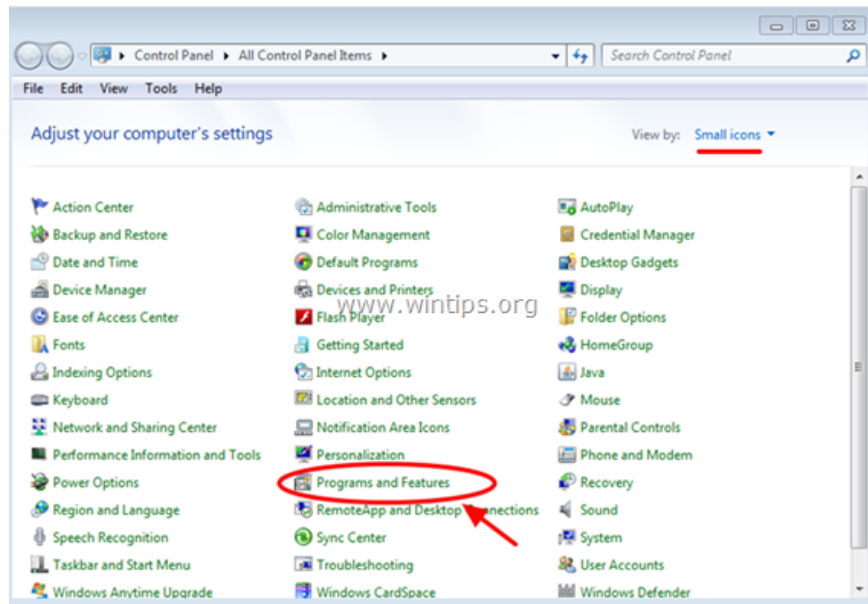 Control Panel All Control Panel Items Search Control Panel
File Edit View Tools Help
Adjust your computer's settings View by: Small icons
Action Center Administrative Tools AutoPlay
Backup and Restore Color Management Credential Manager
Date and Time Default Programs Desktop Gadgets
Device Manager Devices and Printers Display
www.wintips.org
Ease of Access Center Flash Player Folder Options
Fonts Getting Started HomeGroup
Indexing Options Internet Options Java
Keyboard Location and Other Sensors Mouse
Network and Sharing Center Notification Area Icons Parental Controls
Performance Information and Tools Personalization Phone and Modem
Power Options Programs and Features Recovery
Region and Language RemoteApp and Desktop Connections Sound
Speech Recognition Sync Center System
Taskbar and Start Menu Troubleshooting User Accounts
Windows Anytime Upgrade Windows CardSpace Windows Defender